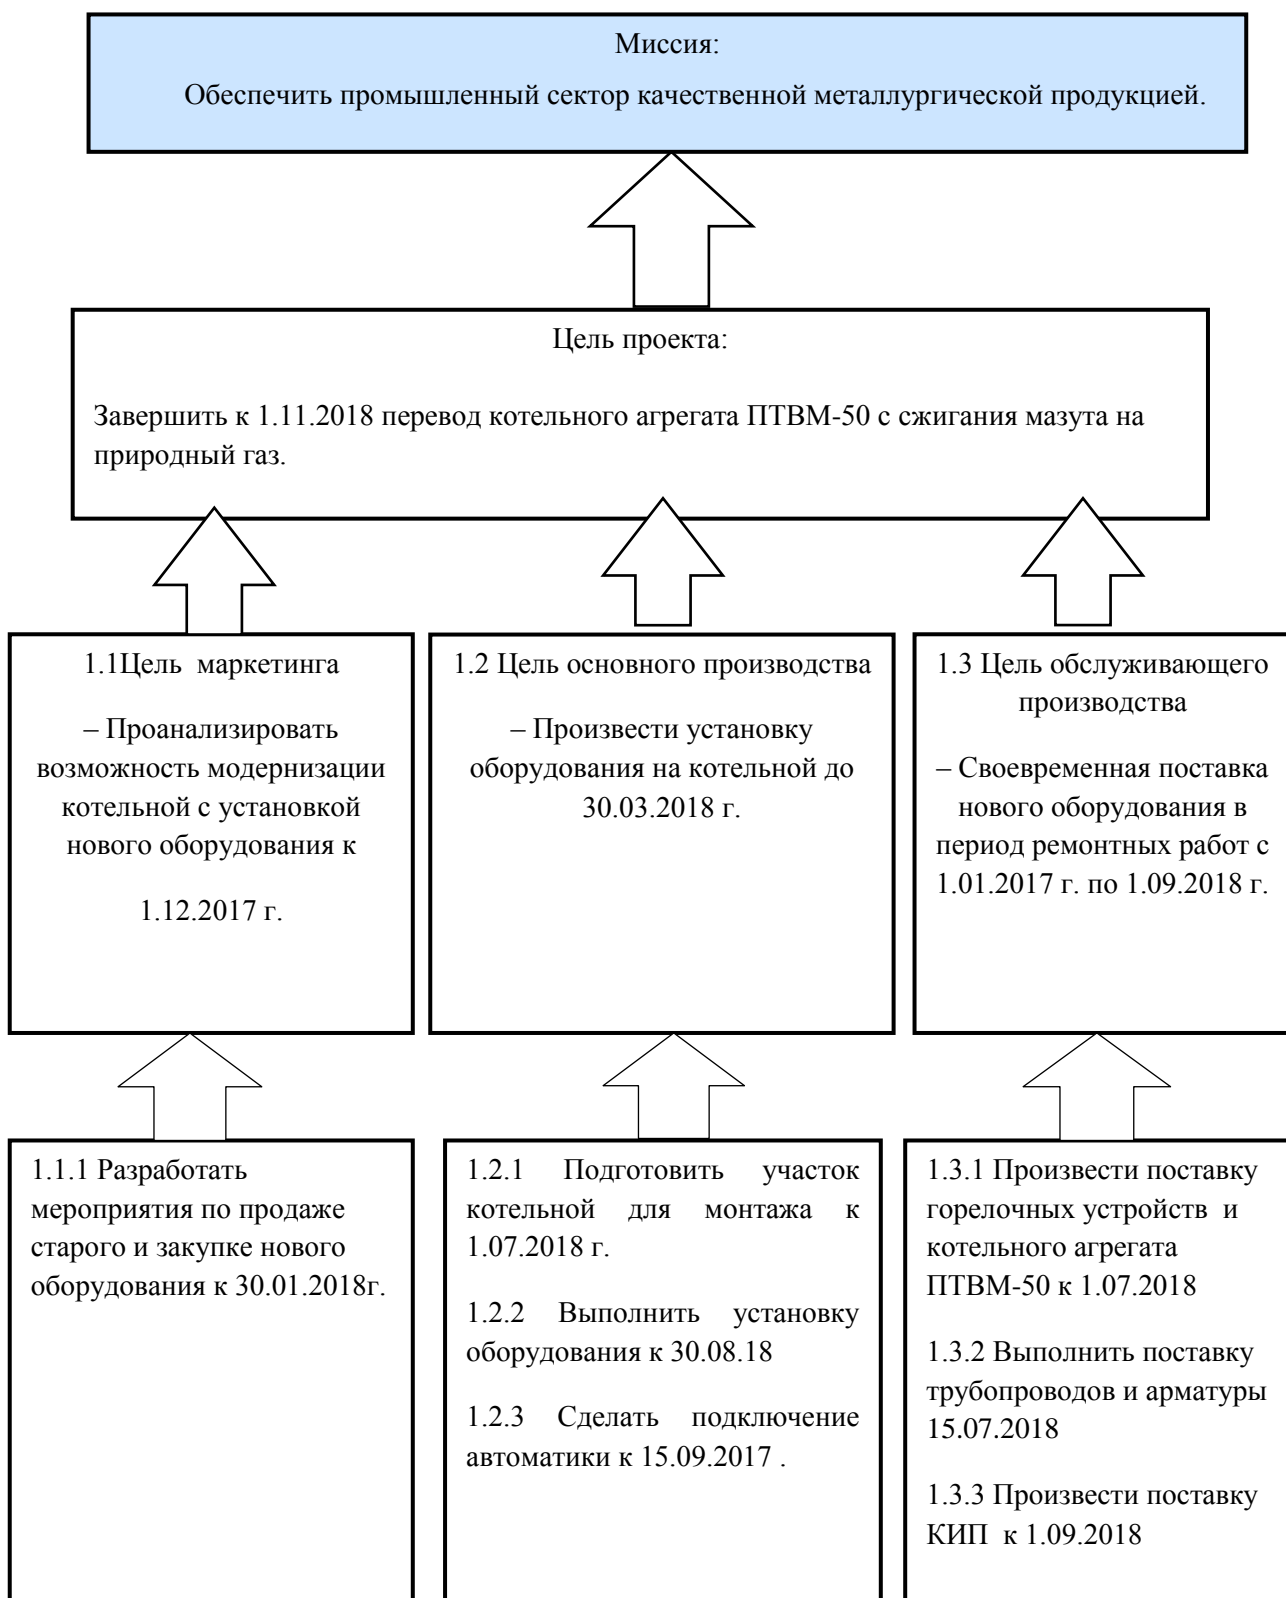 Миссия:
Обеспечить промышленный сектор качественной металлургической продукцией.
Цель проекта:
Завершить к 1.11.2018 перевод котельного агрегата ПТВМ-50 с сжигания мазута на
природный газ.
1.1Цель маркетинга
– Проанализировать
возможность модернизации
котельной с установкой
нового оборудования к
1.12.2017 г.
1.2 Цель основного производства
– Произвести установку
оборудования на котельной до
30.03.2018 г.
1.3 Цель обслуживающего
производства
– Своевременная поставка
нового оборудования в
период ремонтных работ с
1.01.2017 г. по 1.09.2018 г.
1.1.1 Разработать
мероприятия по продаже
старого и закупке нового
оборудования к 30.01.2018г.
1.2.1 Подготовить участок
котельной для монтажа к
1.07.2018 г.
1.2.2 Выполнить установку
оборудования к 30.08.18
1.2.3 Сделать подключение
автоматики к 15.09.2017 .
1.3.1 Произвести поставку
горелочных устройств и
котельного агрегата
ПТВМ-50 к 1.07.2018
1.3.2 Выполнить поставку
трубопроводов и арматуры
15.07.2018
1.3.3 Произвести поставку
КИП к 1.09.2018